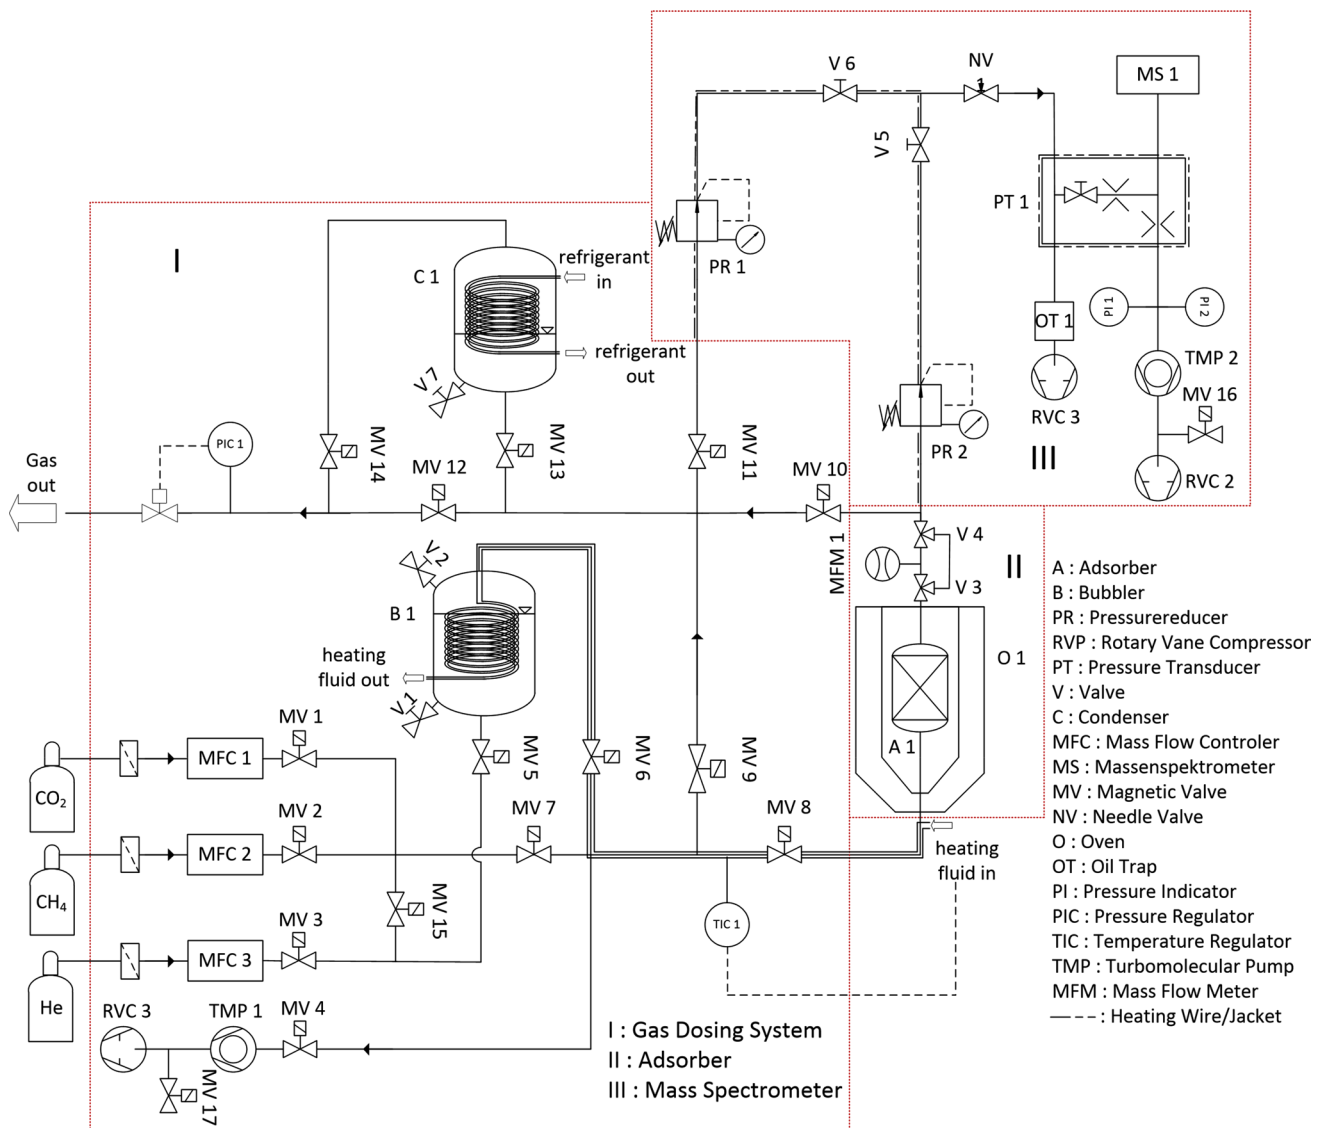 V 6
NV
1
MS 1
V 5
PT 1
I
C 1
refrigerant
in
PR 1
PI 1
PI 2
OT 1
refrigerant
out
TMP 2
V 7
RVC 3
MV 16
PIC 1
MV 14
MV 13
MV 11
PR 2
III
RVC 2
Gas
out
MV 12
MV 10
MFM 1
V 4
II
V 2
V 3
B 1
heating
fluid out
O 1
V 1
A 1
MV 1
MFC 1
MV 5
MV 6
MV 9
CO2
MV 2
MV 7
MV 8
MFC 2
heating
fluid in
CH4
MV 15
MV 3
TIC 1
MFC 3
He
RVC 3
TMP 1
MV 4
MV 17
I : Gas Dosing System
II : Adsorber
III : Mass Spectrometer
A : Adsorber
B : Bubbler
PR : Pressurereducer
RVP : Rotary Vane Compressor
PT : Pressure Transducer
V : Valve
C : Condenser
MFC : Mass Flow Controler
MS : Massenspektrometer
MV : Magnetic Valve
NV : Needle Valve
O : Oven
OT : Oil Trap
PI : Pressure Indicator
PIC : Pressure Regulator
TIC : Temperature Regulator
TMP : Turbomolecular Pump
MFM : Mass Flow Meter
: Heating Wire/Jacket